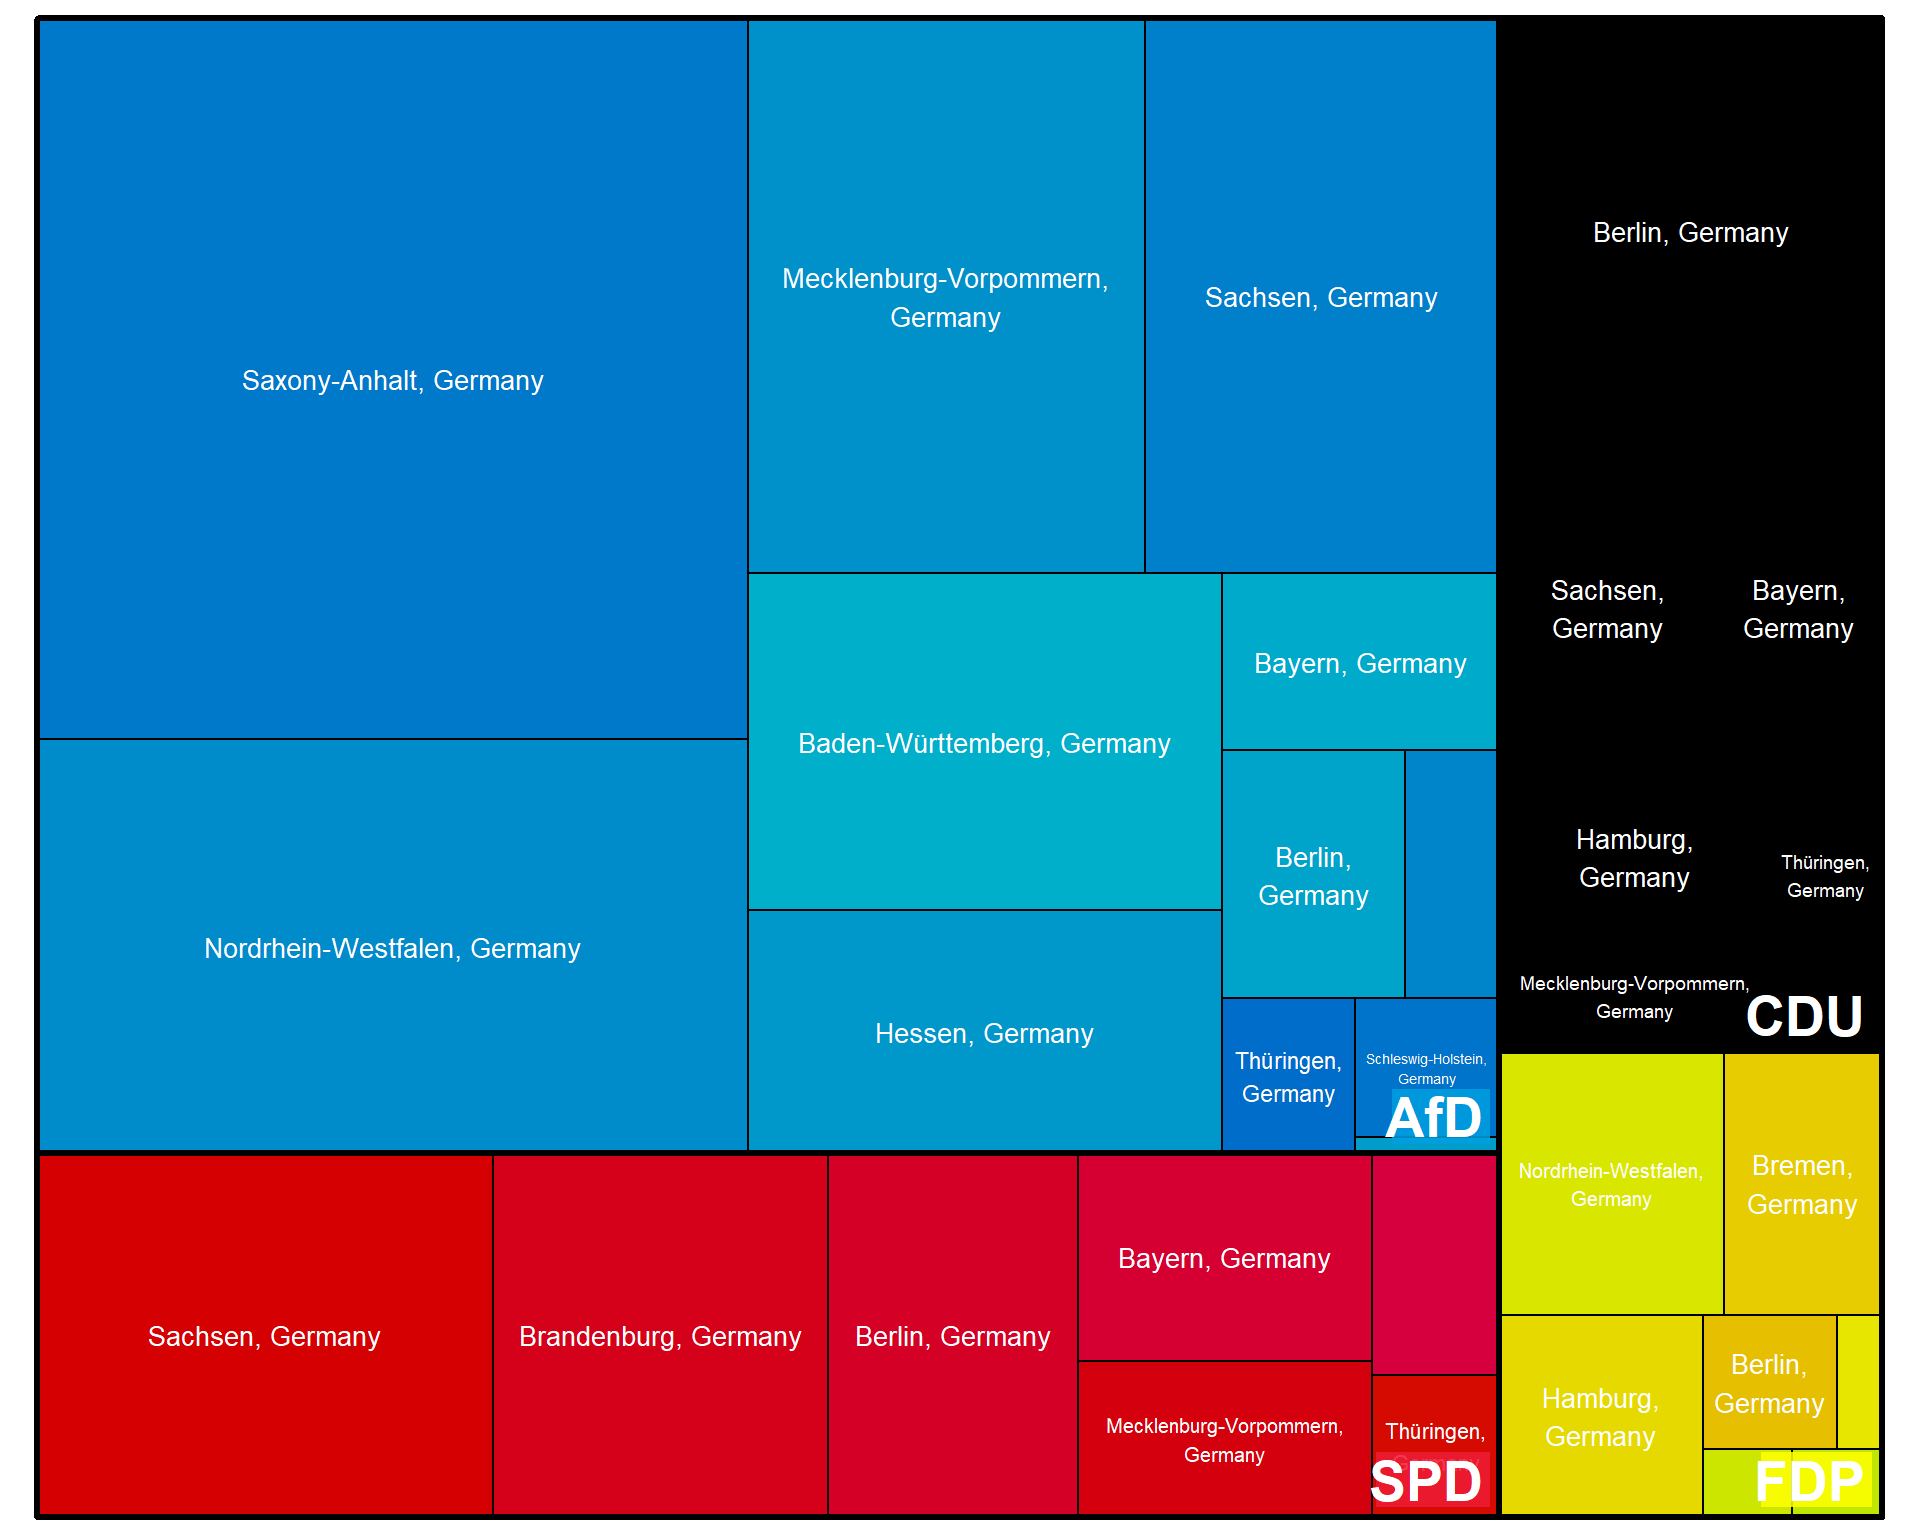 Saxony-Anhalt, Germany
Mecklenburg-Vorpommern,
Germany
Sachsen, Germany
Nordrhein-Westfalen, Germany
Baden-Württemberg, Germany
Bayern, Germany
Berlin,
Germany
Hessen, Germany
Thüringen,
Germany
Schleswig-Holstein,
Germany
AfD
Berlin, Germany
Sachsen,
Germany
Bayern,
Germany
Hamburg,
Germany
Thüringen,
Germany
Mecklenburg-Vorpommern,
Germany
CDU
Sachsen, Germany
Brandenburg, Germany
Berlin, Germany
Bayern, Germany
Mecklenburg-Vorpommern,
Germany
Thüringen,
Germany
SPD
Nordrhein-Westfalen,
Germany
Bremen,
Germany
Hamburg,
Germany
Berlin,
Germany
FDP